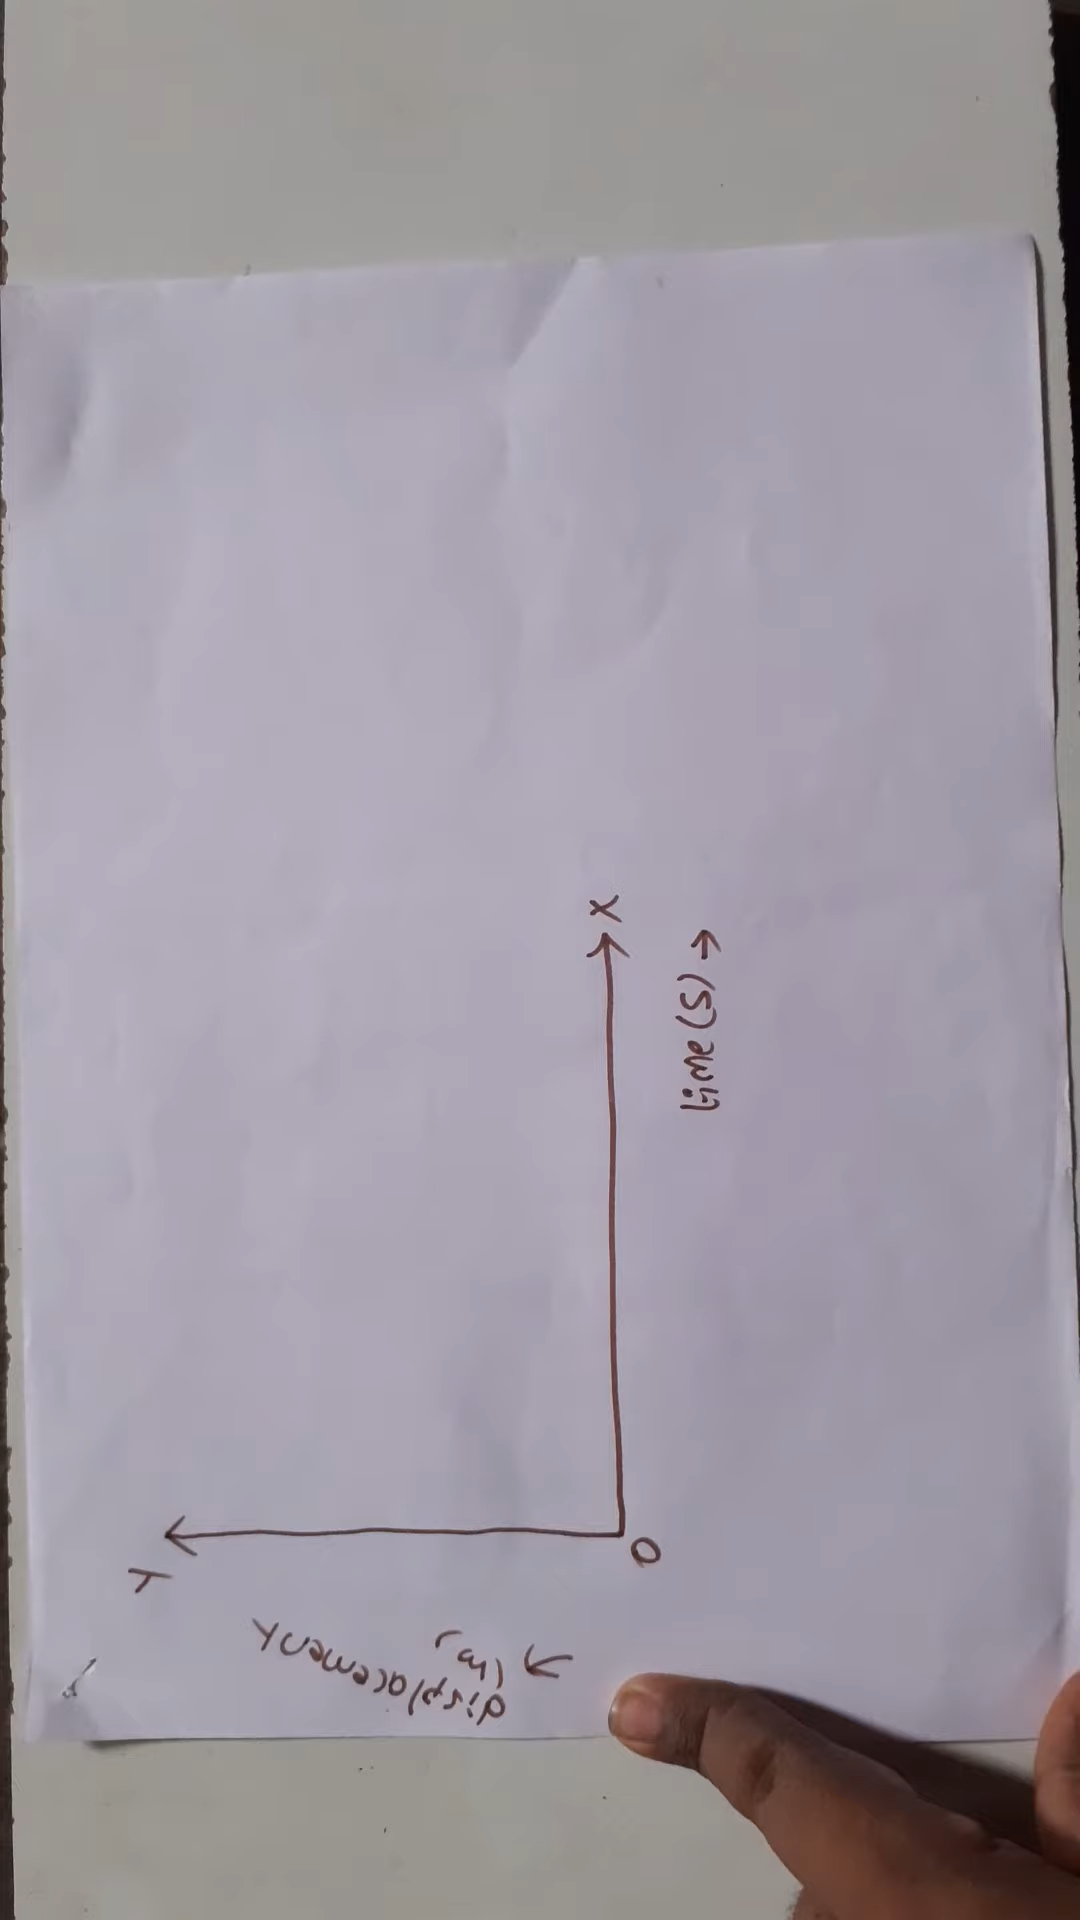 Y
displacement
(m)
O
X
time(s) →